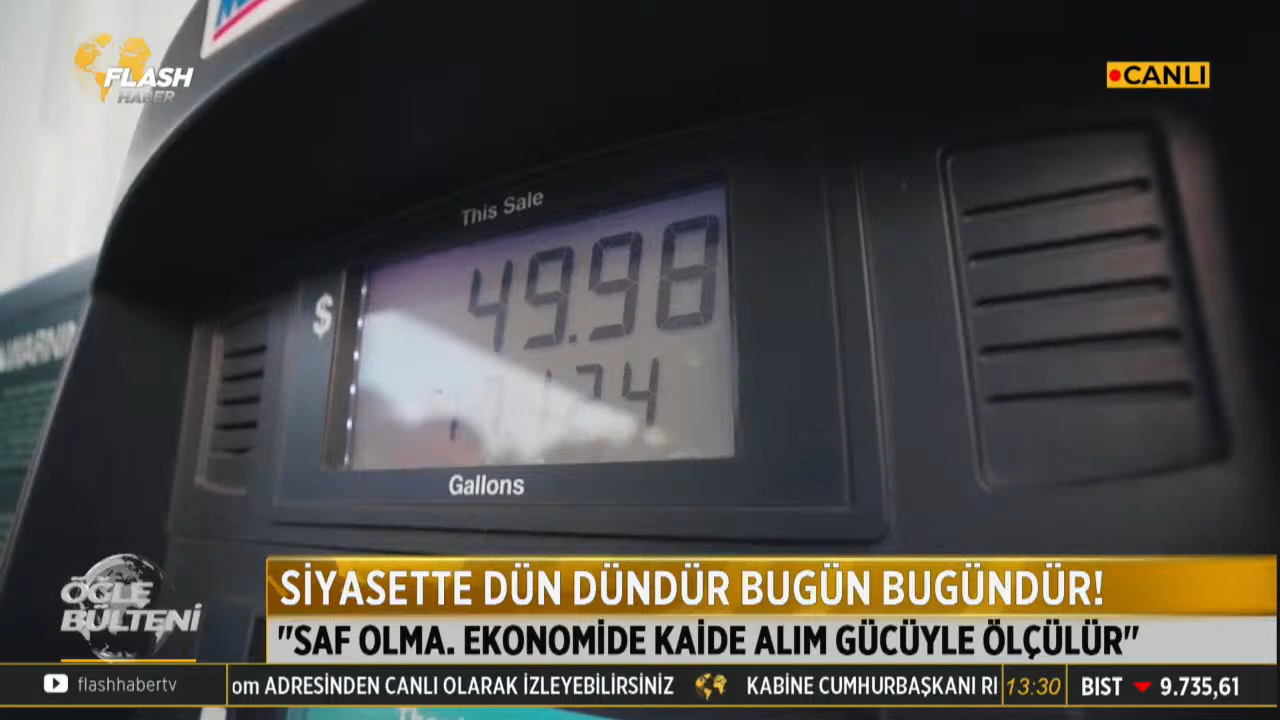 FLASH
HABER
CANLI
This Sale
$ 49.98
Gallons
WARNIN
ÖĞLE
BÜLTENİ
SİYASETTE DÜN DÜNDÜR BUGÜN BUGÜNDÜR!
"SAF OLMA. EKONOMİDE KAİDE ALIM GÜCÜYLE ÖLÇÜLÜR"
flashhabertv
om ADRESİNDEN CANLI OLARAK İZLEYEBİLİRSİNİZ KABİNE CUMHURBAŞKANI RI
13:30
BIST 9.735,61